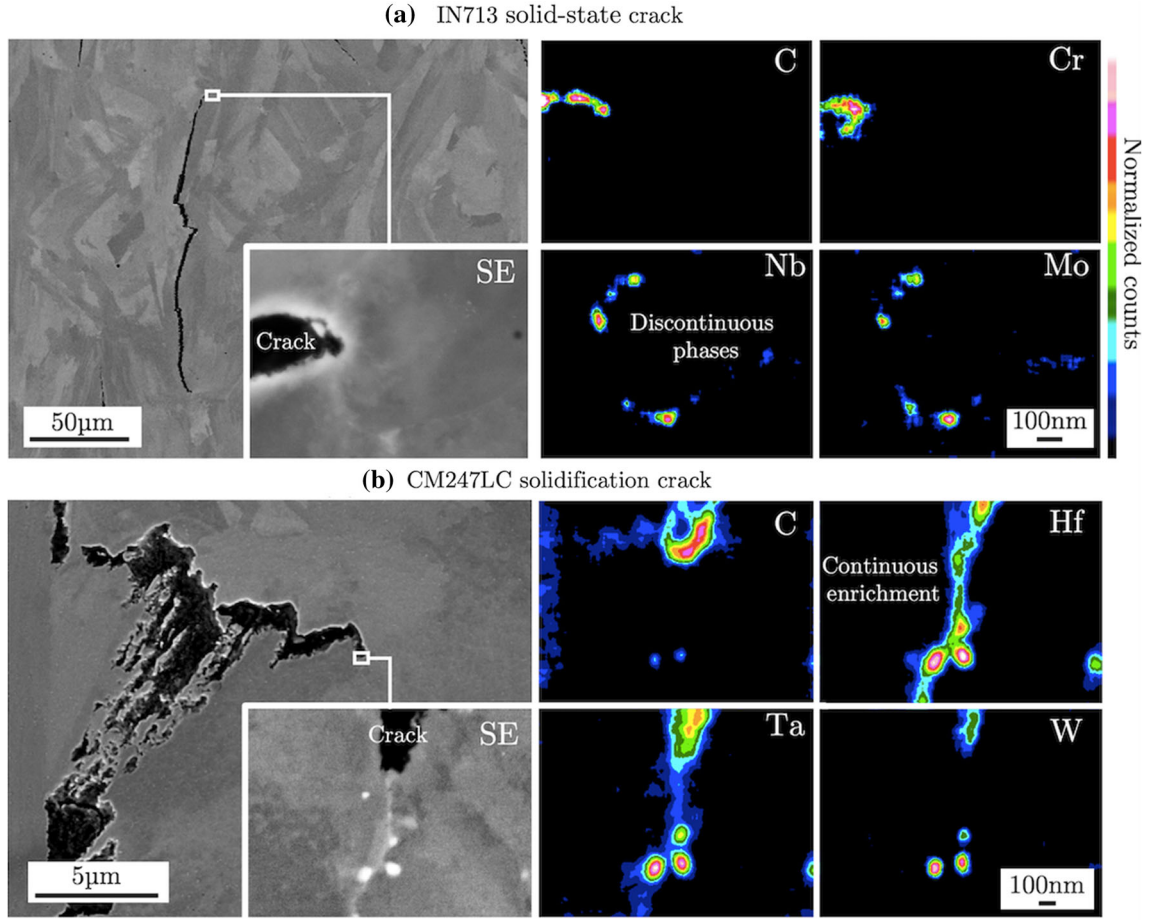 (a) IN713 solid-state crack
C
Cr
SE
Crack
50µm
Nb
Discontinuous
phases
Mo
100nm
Normalized counts
(b) CM247LC solidification crack
C
Hf
Continuous
enrichment
Crack
SE
5µm
Ta
W
100nm